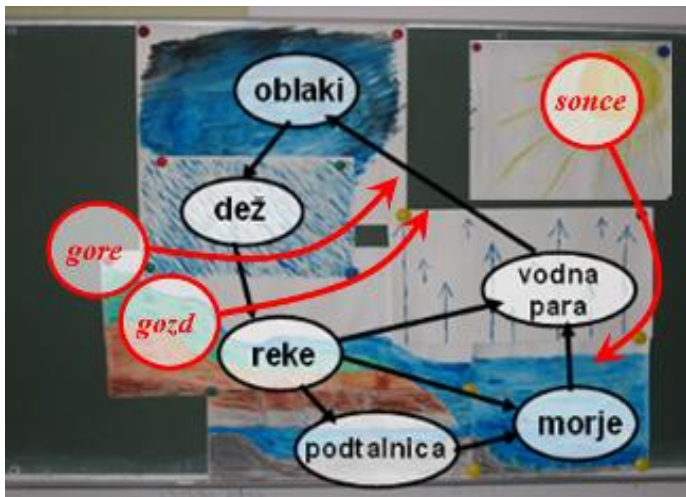 oblaki
sonce
dež
gore
vodna
para
gozd
reke
morje
podtalnica